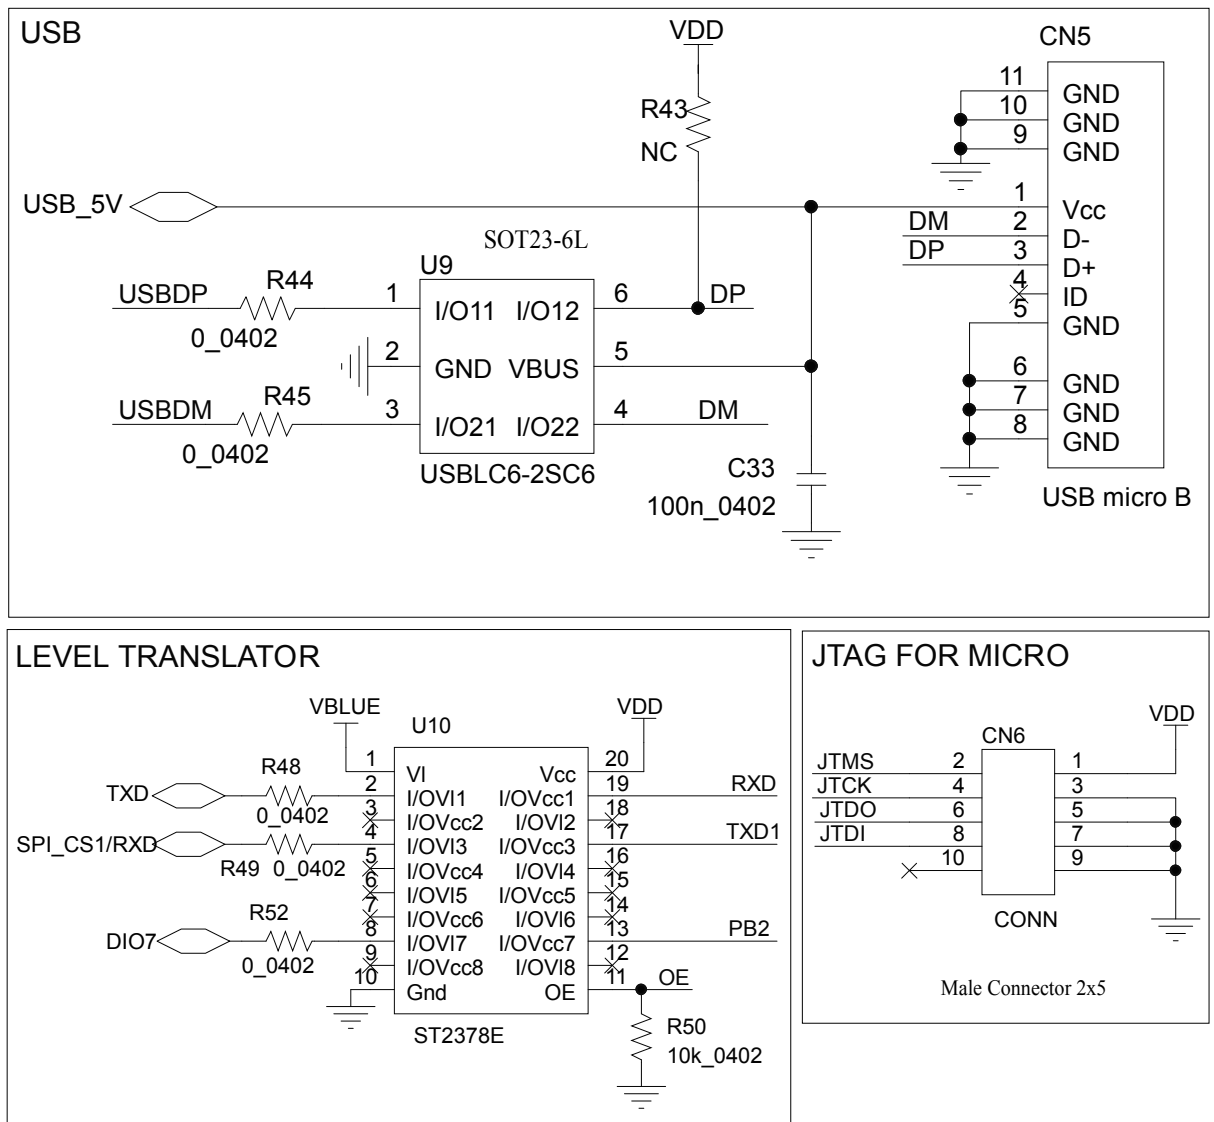 USB
VDD
CN5
R43
NC
11 GND
10 GND
9 GND
USB_5V
1 Vcc
DM 2 D-
DP 3 D+
4 ID
5 GND
6 GND
7 GND
8 GND
USB micro B
SOT23-6L
U9
USBDP R44 1 I/O11 I/O12 6 DP
0_0402
2 GND VBUS 5
USBDM R45 3 I/O21 I/O22 4 DM
0_0402
USBLC6-2SC6
C33
100n_0402
LEVEL TRANSLATOR
VBLUE
U10
VDD
1 VI Vcc 20
TXD R48 2 I/OVI1 I/OVcc1 19 RXD
0_0402 3 I/OVcc2 I/OVI2 18
SPI_CS1/RXD 4 I/OVI3 I/OVcc3 17 TXD1
R49 0_0402 5 I/OVcc4 I/OVI4 16
6 I/OVI5 I/OVcc5 15
R52 7 I/OVcc6 I/OVI6 14
DIO7 8 I/OVI7 I/OVcc7 13 PB2
0_0402 9 I/OVcc8 I/OVI8 12
10 Gnd OE 11 OE
ST2378E
R50
10k_0402
JTAG FOR MICRO
VDD
CN6
JTMS 2 1
JTCK 4 3
JTDO 6 5
JTDI 8 7
10 9
CONN
Male Connector 2x5